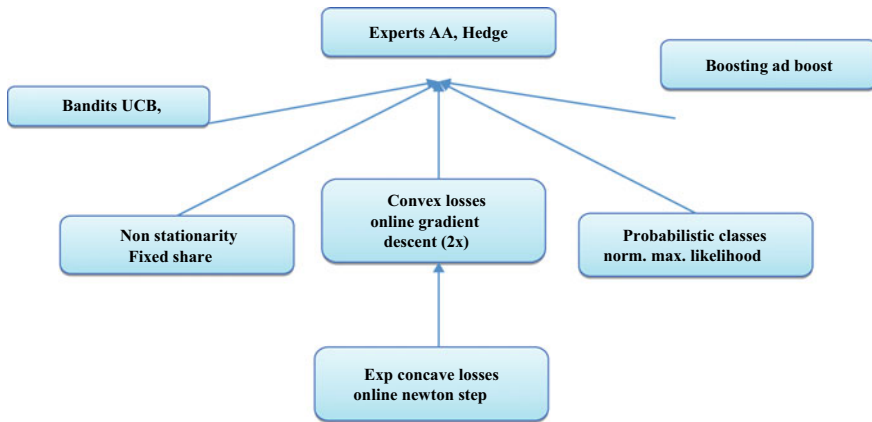 Experts AA, Hedge
Boosting ad boost
Bandits UCB,
Convex losses
online gradient
descent (2x)
Non stationarity
Fixed share
Probabilistic classes
norm. max. likelihood
Exp concave losses
online newton step